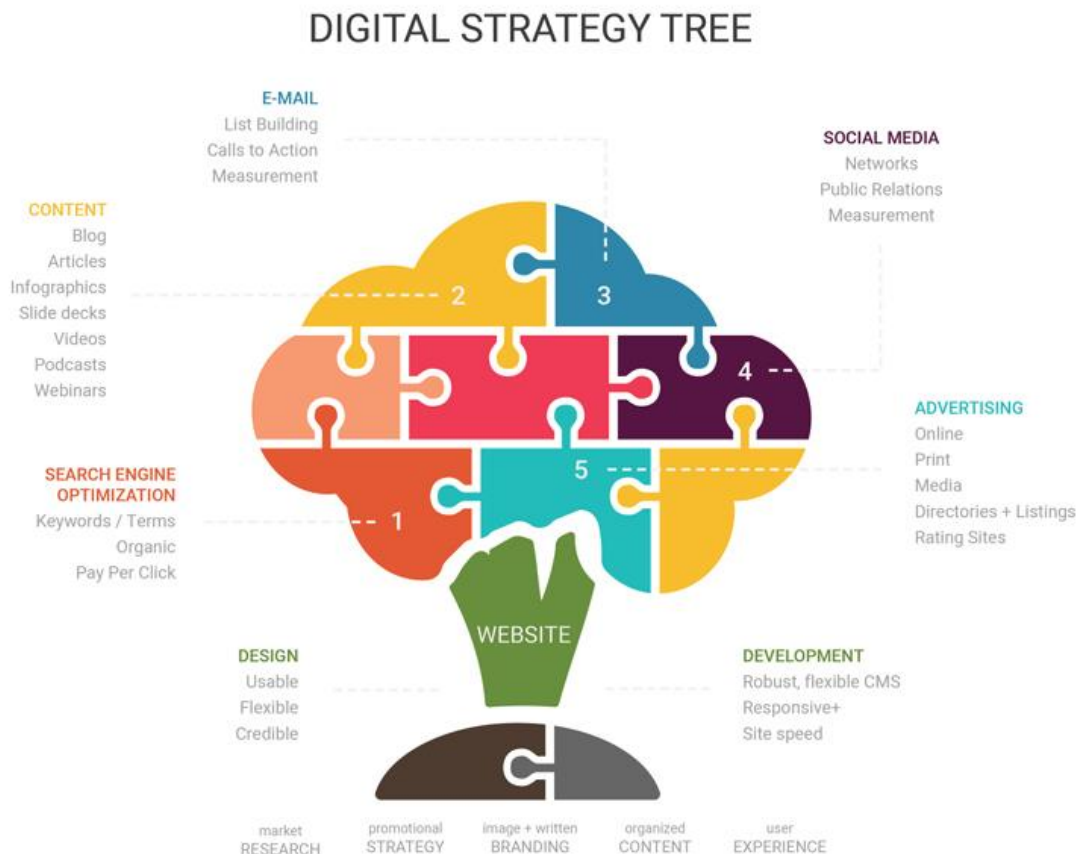 DIGITAL STRATEGY TREE
E-MAIL
List Building
Calls to Action
Measurement
SOCIAL MEDIA
Networks
Public Relations
Measurement
CONTENT
Blog
Articles
Infographics
Slide decks
Videos
Podcasts
Webinars
2
3
4
ADVERTISING
Online
Print
Media
Directories + Listings
Rating Sites
5
SEARCH ENGINE
OPTIMIZATION
Keywords / Terms
Organic
Pay Per Click
1
WEBSITE
DESIGN
Usable
Flexible
Credible
DEVELOPMENT
Robust, flexible CMS
Responsive+
Site speed
market
RESEARCH
promotional
STRATEGY
image + written
BRANDING
organized
CONTENT
user
EXPERIENCE